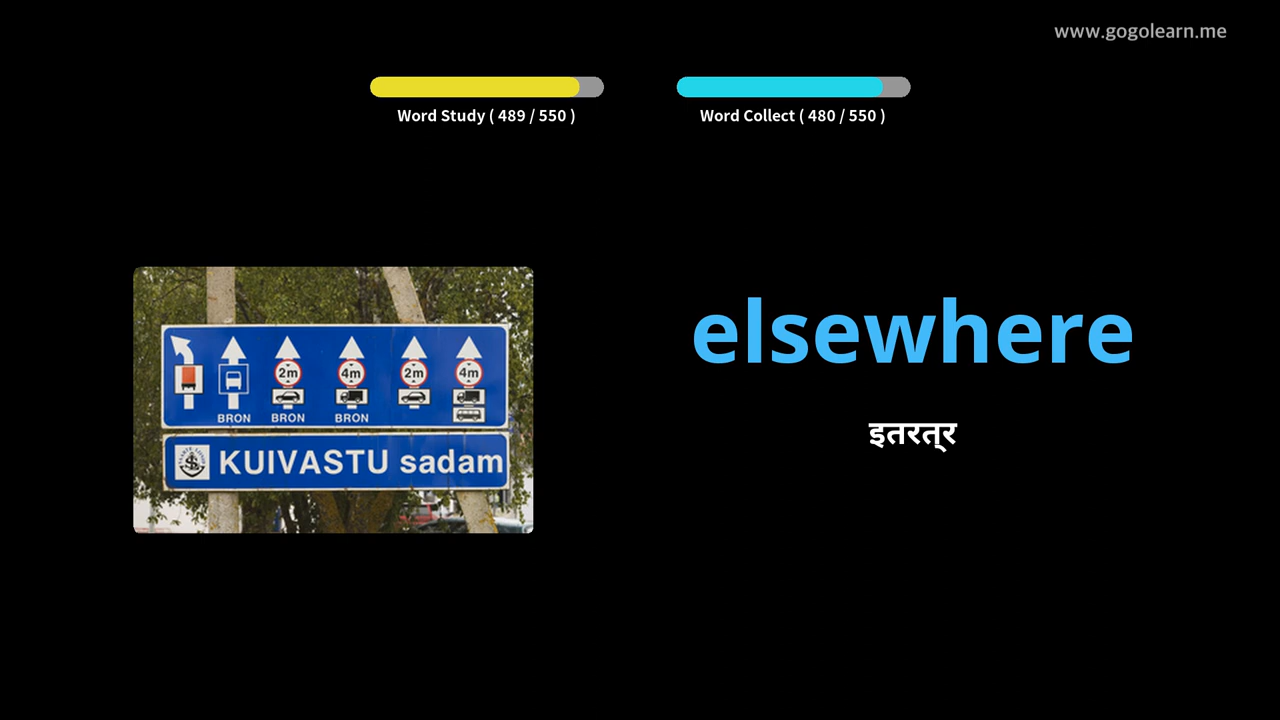 www.gogolearn.me
Word Study ( 489 / 550 )
Word Collect ( 480 / 550 )
2m 4m 2m 4m
BRON BRON BRON
KUIVASTU sadam
elsewhere
इतरत्र